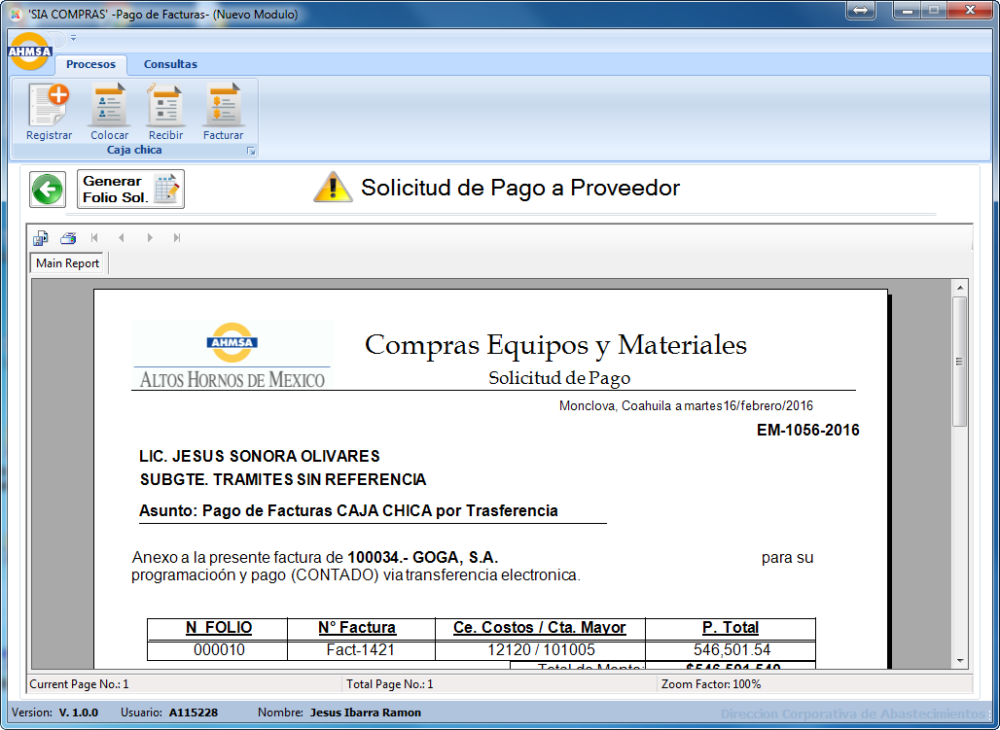 'SIA COMPRAS' -Pago de Facturas- (Nuevo Modulo)
AHMSA
Procesos Consultas
Registrar Colocar Recibir Facturar
Caja chica
Generar
Folio Sol.
Solicitud de Pago a Proveedor
Main Report
AHMSA
ALTOS HORNOS DE MEXICO
Compras Equipos y Materiales
Solicitud de Pago
Monclova, Coahuila a martes16/febrero/2016
EM-1056-2016
LIC. JESUS SONORA OLIVARES
SUBGTE. TRAMITES SIN REFERENCIA
Asunto: Pago de Facturas CAJA CHICA por Trasferencia
Anexo a la presente factura de 100034.- GOGA, S.A. para su
programacioón y pago (CONTADO) via transferencia electronica.
N_FOLIO N° Factura Ce. Costos / Cta. Mayor P. Total
000010 Fact-1421 12120 / 101005 546,501.54
Total de Monto: $546,501.540
Current Page No.: 1 Total Page No.: 1 Zoom Factor: 100%
Version: V. 1.0.0 Usuario: A115228 Nombre: Jesus Ibarra Ramon Direccion Corporativa de Abastecimientos